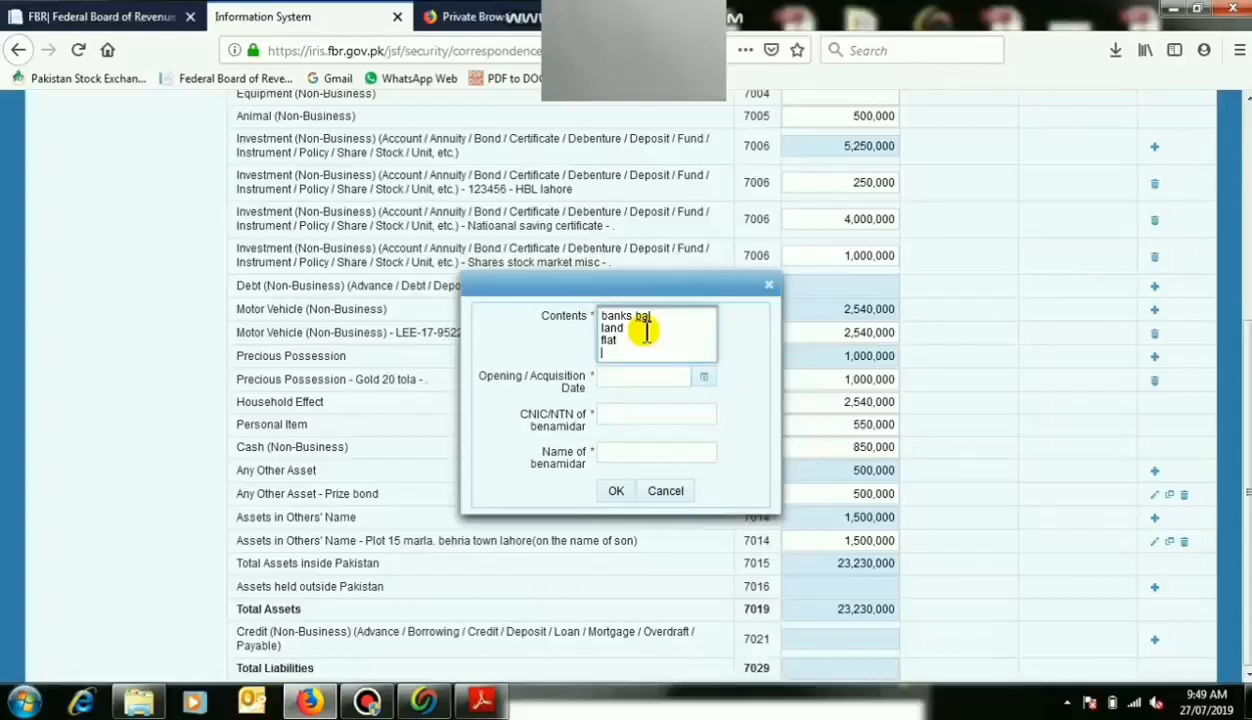 FBR| Federal Board of Revenue
Information System
Private Brow
WWW
M
https://iris.fbr.gov.pk/jsf/security/correspondence
Search
Pakistan Stock Exchan...
Federal Board of Reve...
Gmail
WhatsApp Web
PDF to DO
Equipment (Non-Business) 7004
Animal (Non-Business) 7005 500,000
Investment (Non-Business) (Account / Annuity / Bond / Certificate / Debenture / Deposit / Fund /
Instrument / Policy / Share / Stock / Unit, etc.) 7006 5,250,000
Investment (Non-Business) (Account / Annuity / Bond / Certificate / Debenture / Deposit / Fund /
Instrument / Policy / Share / Stock / Unit, etc.) - 123456 - HBL lahore 7006 250,000
Investment (Non-Business) (Account / Annuity / Bond / Certificate / Debenture / Deposit / Fund /
Instrument / Policy / Share / Stock / Unit, etc.) - Natioanal saving certificate - . 7006 4,000,000
Investment (Non-Business) (Account / Annuity / Bond / Certificate / Debenture / Deposit / Fund /
Instrument / Policy / Share / Stock / Unit, etc.) - Shares stock market misc - . 7006 1,000,000
Debt (Non-Business) (Advance / Debt / Depo
Motor Vehicle (Non-Business) 2,540,000
Motor Vehicle (Non-Business) - LEE-17-9522 2,540,000
Precious Possession 1,000,000
Precious Possession - Gold 20 tola - . 1,000,000
Household Effect 2,540,000
Personal Item 550,000
Cash (Non-Business) 850,000
Any Other Asset 500,000
Any Other Asset - Prize bond 500,000
Assets in Others' Name 7014 1,500,000
Assets in Others' Name - Plot 15 marla. behria town lahore(on the name of son) 7014 1,500,000
Total Assets inside Pakistan 7015 23,230,000
Assets held outside Pakistan 7016
Total Assets 7019 23,230,000
Credit (Non-Business) (Advance / Borrowing / Credit / Deposit / Loan / Mortgage / Overdraft /
Payable) 7021
Total Liabilities 7029
Contents *
banks bal
land
flat
Opening / Acquisition *
Date
CNIC/NTN of *
benamidar
Name of *
benamidar
OK
Cancel
9:49 AM
27/07/2019